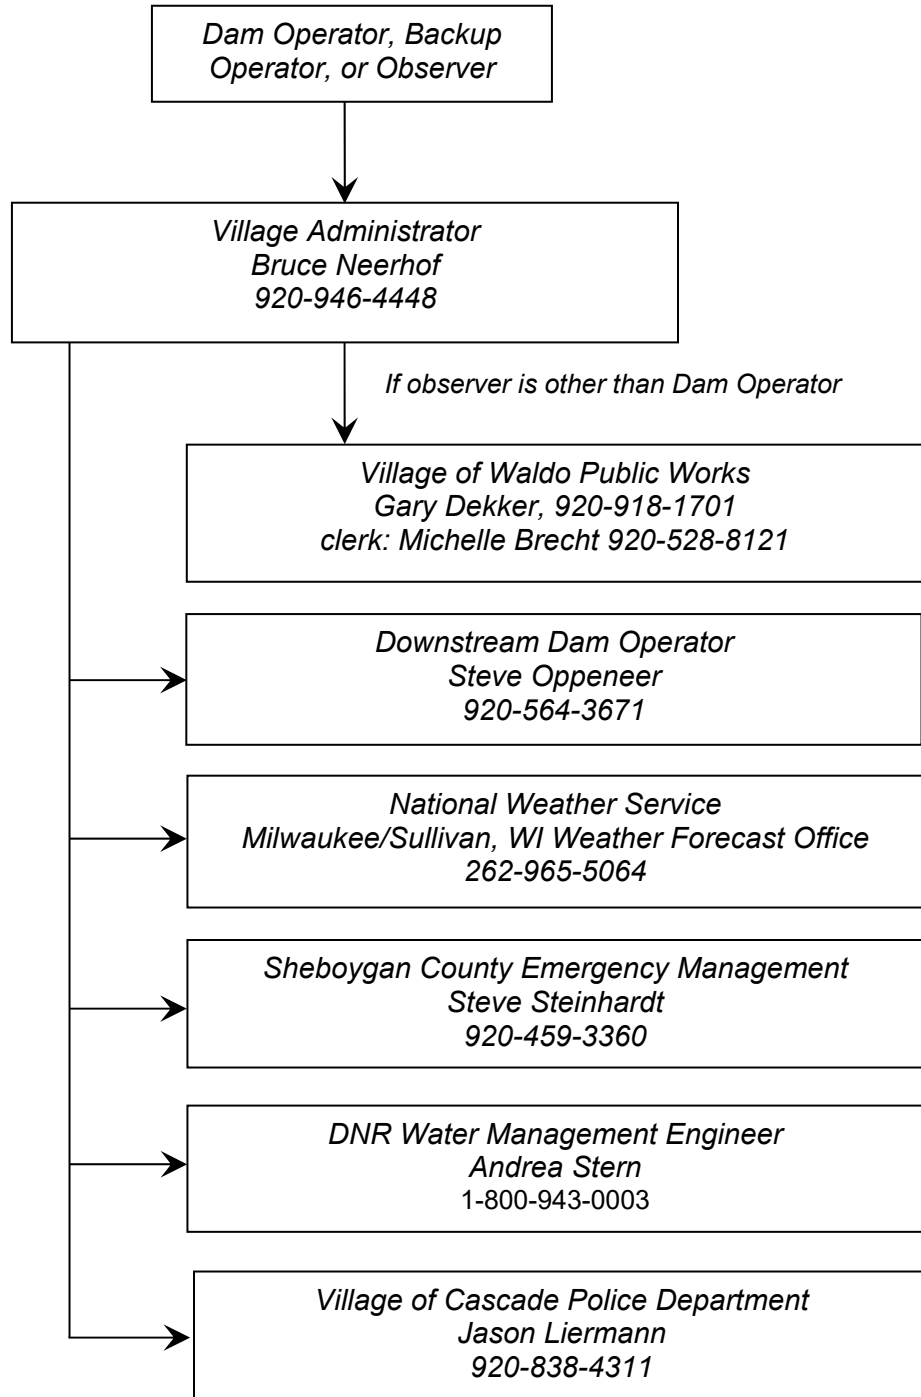 Dam Operator, Backup
Operator, or Observer
Village Administrator
Bruce Neerhof
920-946-4448
If observer is other than Dam Operator
Village of Waldo Public Works
Gary Dekker, 920-918-1701
clerk: Michelle Brecht 920-528-8121
Downstream Dam Operator
Steve Oppeneer
920-564-3671
National Weather Service
Milwaukee/Sullivan, WI Weather Forecast Office
262-965-5064
Sheboygan County Emergency Management
Steve Steinhardt
920-459-3360
DNR Water Management Engineer
Andrea Stern
1-800-943-0003
Village of Cascade Police Department
Jason Liermann
920-838-4311